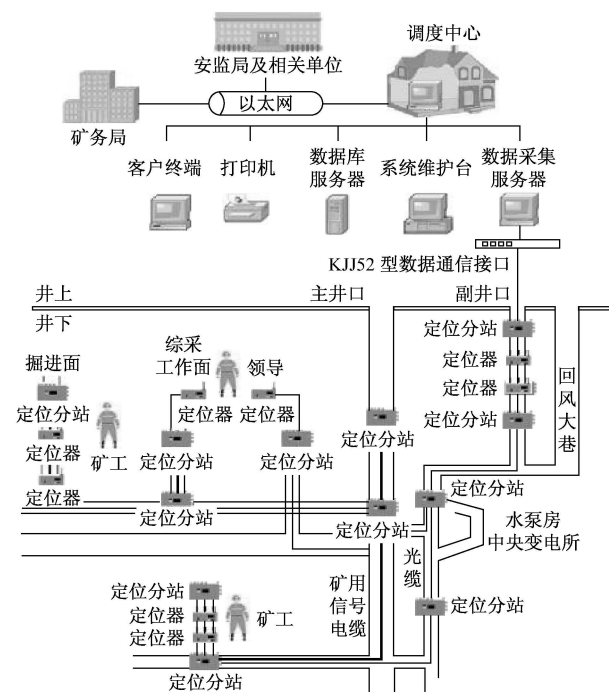 安监局及相关单位
调度中心
以太网
矿务局
客户终端
打印机
数据库
服务器
系统维护台
数据采集
服务器
KJJ52 型数据通信接口
井上
主井口
副井口
井下
定位分站
定位器
定位器
定位分站
回风大巷
掘进面
定位分站
定位器
定位器
矿工
综采
工作面
定位器
领导
定位器
定位分站
定位分站
定位分站
定位分站
定位分站
定位分站
水泵房
中央变电所
光缆
矿用
信号
电缆
定位分站
定位分站
定位器
定位器
矿工
定位分站